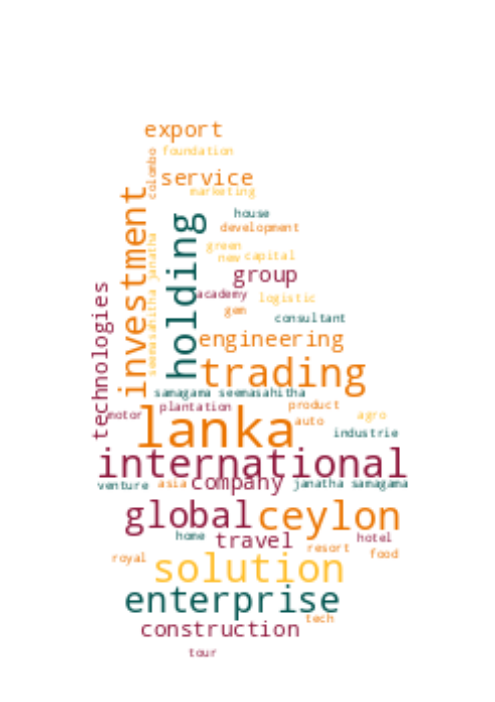 export
foundation
colombo
service
marketing
investment
holding
house
development
seemasahitha janatha
green
new capital
group
technologies
academy
logistic
gem
consultant
engineering
trading
samagama seemasahitha
plantation
product
motor
lanka
auto
agro
industrie
international
venture
asia
company
janatha samagama
global
ceylon
home
travel
hotel
resort
food
royal
solution
enterprise
tech
construction
tour